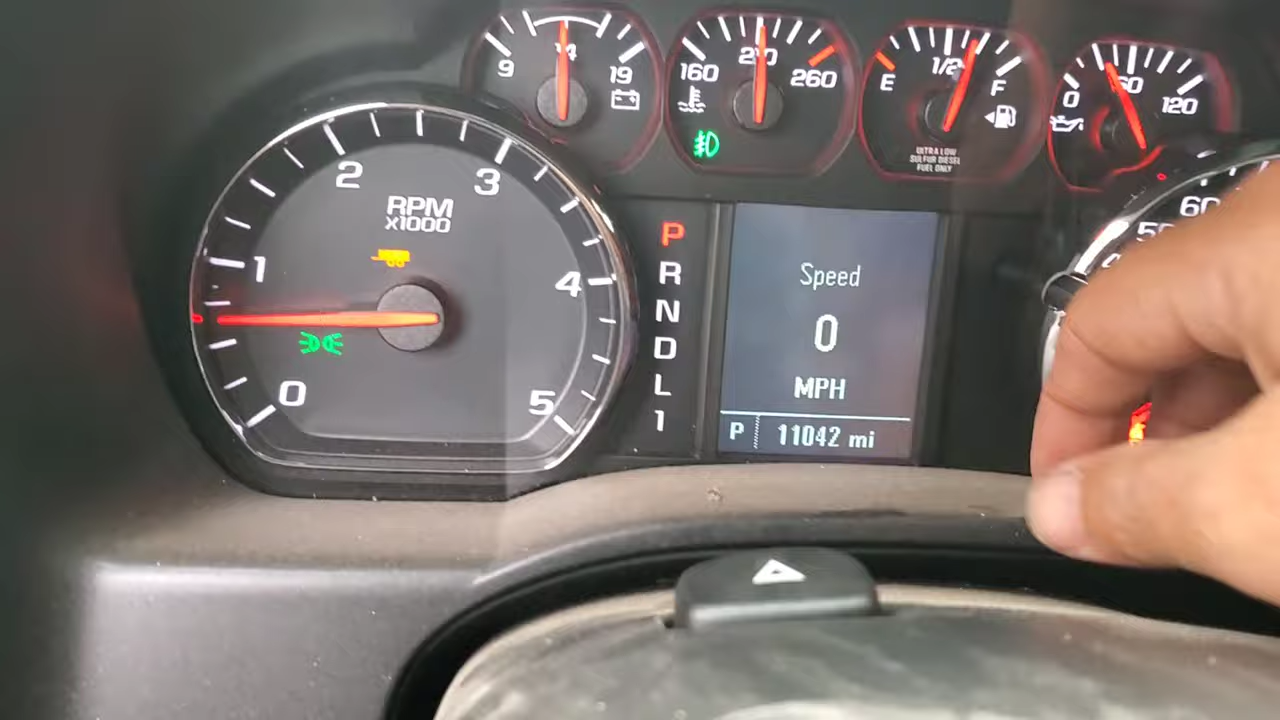 9 14 19
160 210 260
E 1/2 F
0 60 120
ULTRA LOW
SULFUR DIESEL
FUEL ONLY
0 1 2 3 4 5
RPM
x1000
P
R
N
D
L
1
Speed
0
MPH
P 11042 mi
50 60